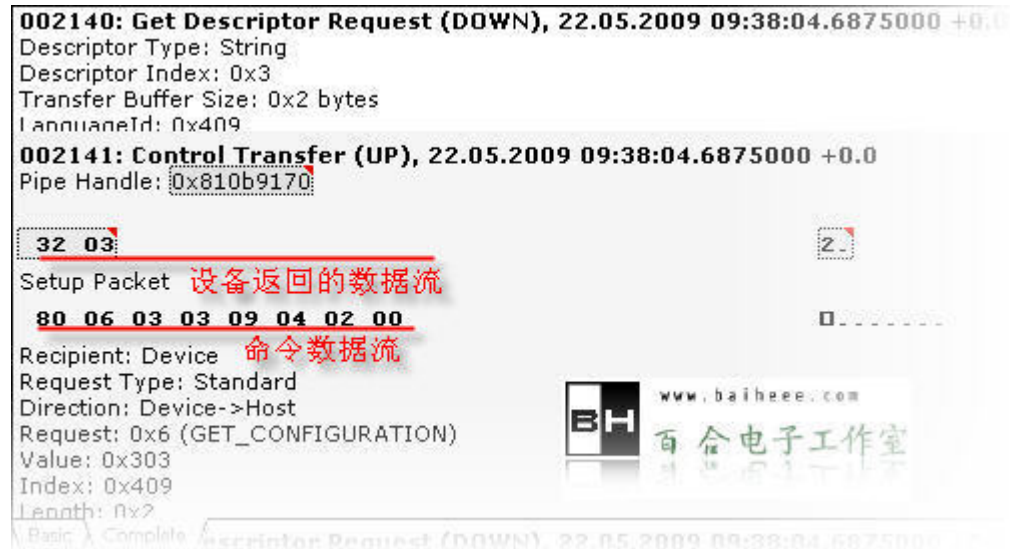 002140: Get Descriptor Request (DOWN), 22.05.2009 09:38:04.6875000 +0.0
Descriptor Type: String
Descriptor Index: 0x3
Transfer Buffer Size: 0x2 bytes
LanguageId: 0x409
002141: Control Transfer (UP), 22.05.2009 09:38:04.6875000 +0.0
Pipe Handle: 0x810b9170
32 03 2.
Setup Packet 设备返回的数据流
80 06 03 03 09 04 02 00 ▯.......
Recipient: Device 命令数据流
Request Type: Standard
Direction: Device->Host
Request: 0x6 (GET_CONFIGURATION)
Value: 0x303
Index: 0x409
Length: 0x2
BH
www.baiheee.com
百合电子工作室
Basic Complete
escriptor Request (DOWN), 22.05.2009 09:38:04.6875000